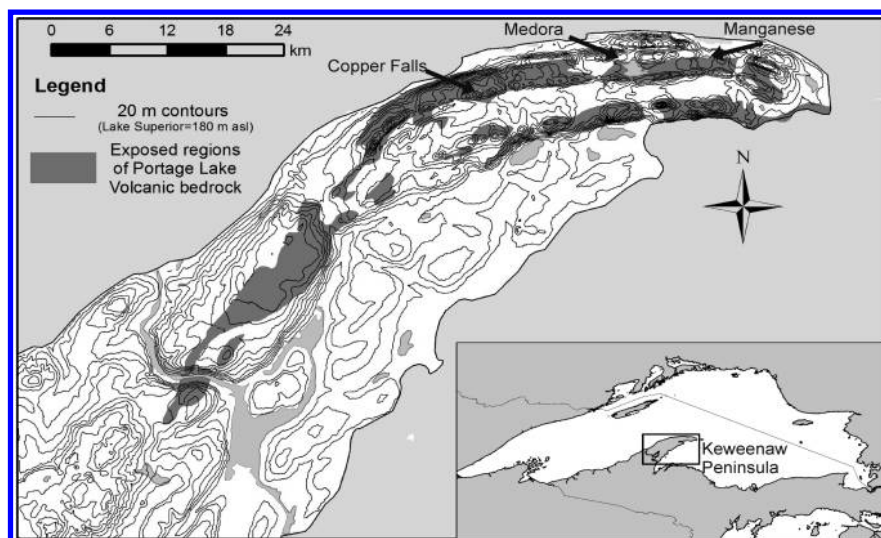 0 6 12 18 24
km
Medora
Manganese
Copper Falls
Legend
20 m contours
(Lake Superior=180 m asl)
Exposed regions
of Portage Lake
Volcanic bedrock
N
Keweenaw
Peninsula